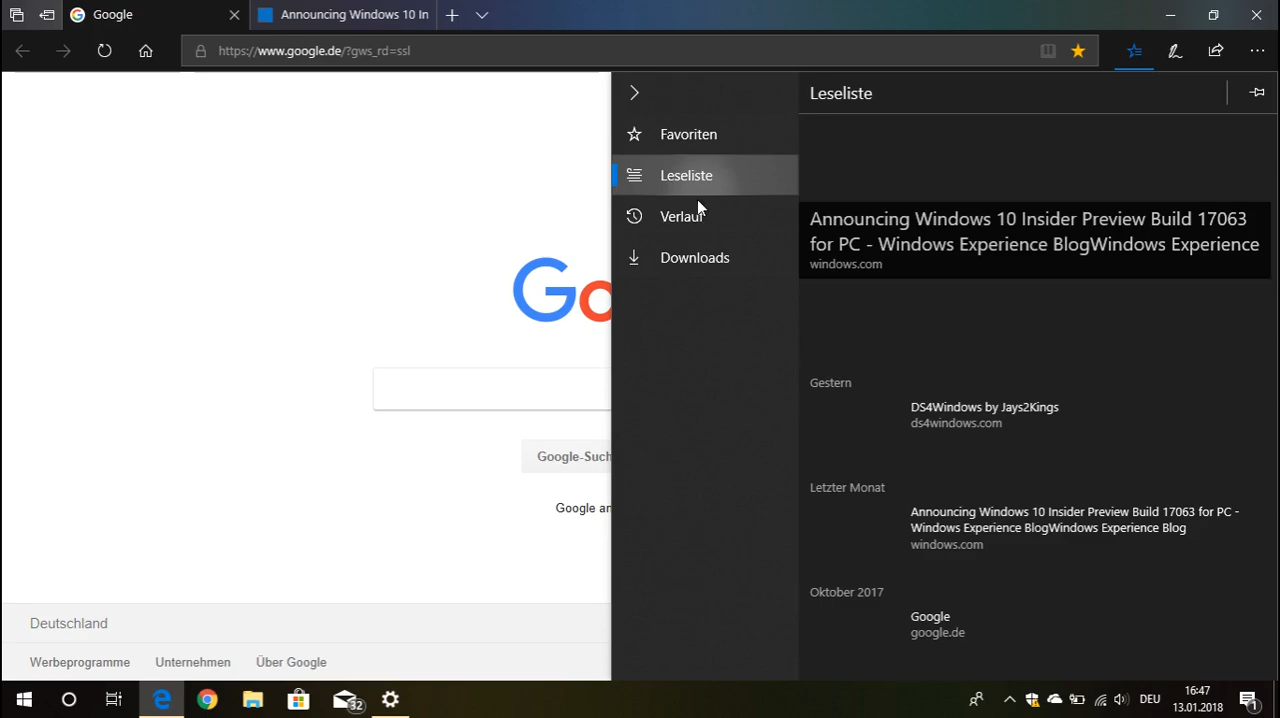 Google
Announcing Windows 10 In
https://www.google.de/?gws_rd=ssl
Leseliste
Favoriten
Leseliste
Verlauf
Downloads
Announcing Windows 10 Insider Preview Build 17063
for PC - Windows Experience BlogWindows Experience
windows.com
Go
Gestern
DS4Windows by Jays2Kings
ds4windows.com
Google-Such
Letzter Monat
Google an
Announcing Windows 10 Insider Preview Build 17063 for PC -
Windows Experience BlogWindows Experience Blog
windows.com
Oktober 2017
Google
google.de
Deutschland
Werbeprogramme Unternehmen Über Google
32
DEU
16:47
13.01.2018
1